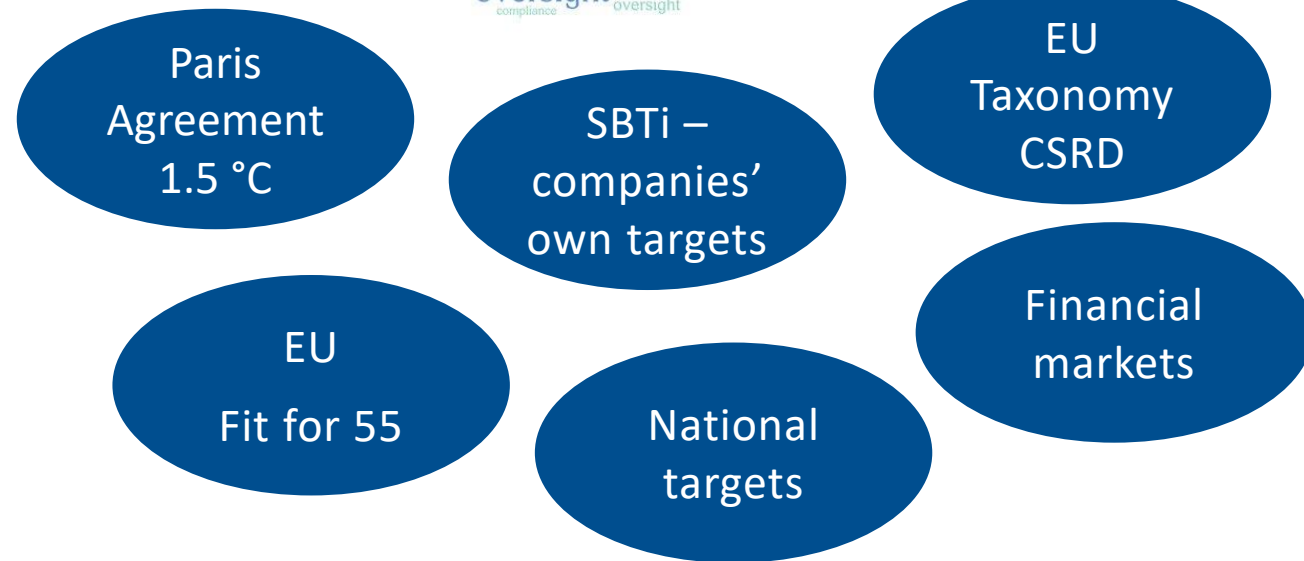 oversight
compliance
oversight
Paris
Agreement
1.5 °C
SBTi –
companies’
own targets
EU
Taxonomy
CSRD
EU
Fit for 55
National
targets
Financial
markets